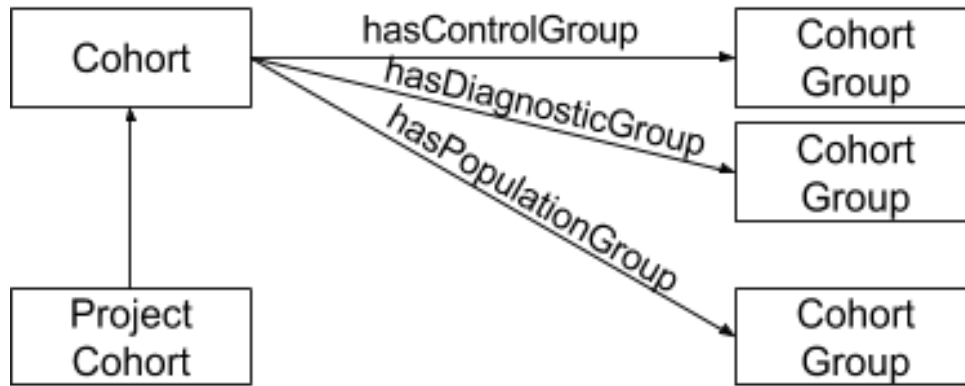 Cohort
hasControlGroup
Cohort
Group
hasDiagnosticGroup
Cohort
Group
hasPopulationGroup
Project
Cohort
Cohort
Group